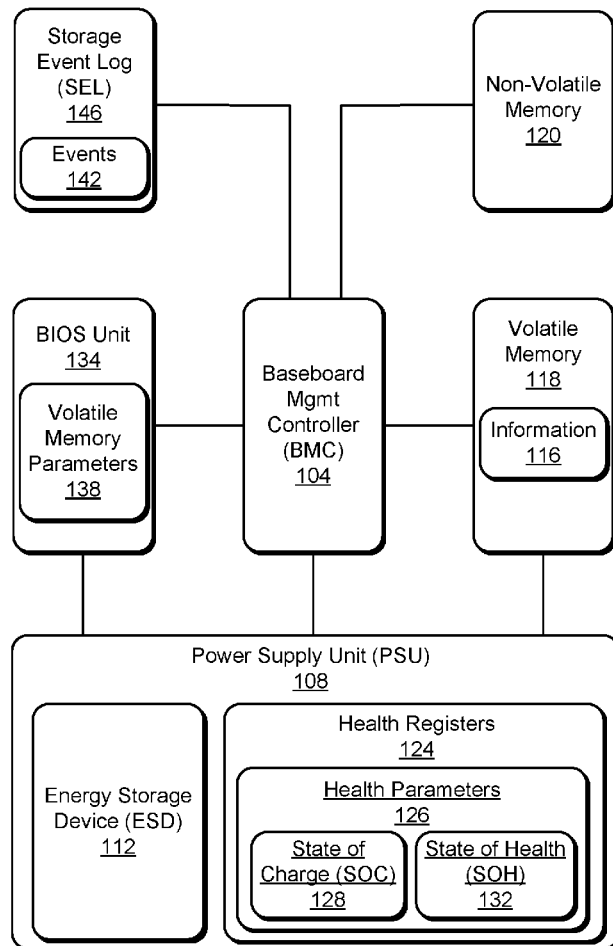 Storage
Event Log
(SEL)
146
Events
142
Non-Volatile
Memory
120
BIOS Unit
134
Volatile
Memory
Parameters
138
Baseboard
Mgmt
Controller
(BMC)
104
Volatile
Memory
118
Information
116
Power Supply Unit (PSU)
108
Energy Storage
Device (ESD)
112
Health Registers
124
Health Parameters
126
State of
Charge (SOC)
128
State of Health
(SOH)
132